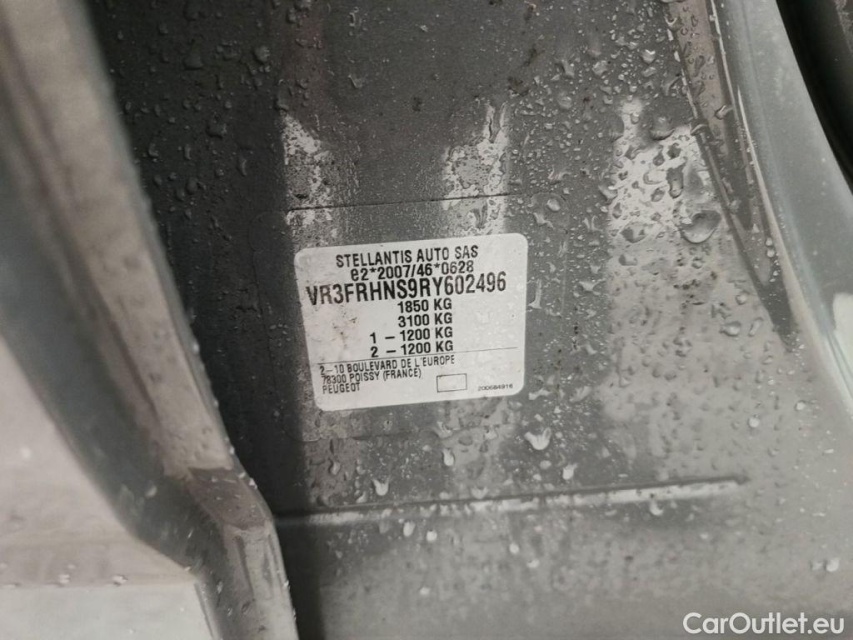 STELLANTIS AUTO SAS
e2*2007/46*0628
VR3FRHNS9RY602496
1850 KG
3100 KG
1 - 1200 KG
2 - 1200 KG
2-10 BOULEVARD DE L'EUROPE
78300 POISSY (FRANCE)
PEUGEOT
CarOutlet.eu